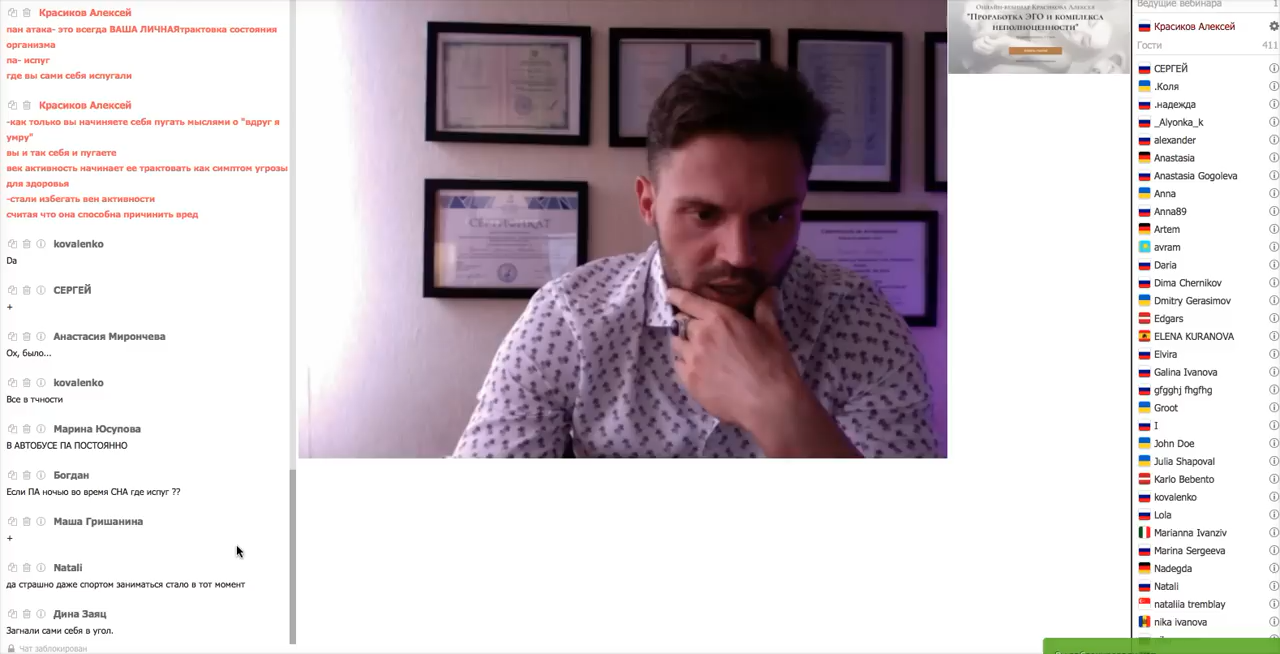 Красиков Алексей
пан атака- это всегда ВАША ЛИЧНАЯтрактовка состояния
организма
па- испуг
где вы сами себя испугали
Красиков Алексей
-как только вы начиняете себя пугать мыслями о "вдруг я
умру"
вы и так себя и пугаете
век активность начинает ее трактовать как симптом угрозы
для здоровья
-стали избегать вен активности
считая что она способна причинить вред
kovalenko
Da
СЕРГЕЙ
+
Анастасия Мирончева
Ох, было...
kovalenko
Все в тчности
Марина Юсупова
В АВТОБУСЕ ПА ПОСТОЯННО
Богдан
Если ПА ночью во время СНА где испуг ??
Маша Гришанина
+
Natali
да страшно даже спортом заниматься стало в тот момент
Дина Заяц
Загнали сами себя в угол.
Чат заблокирован
СЕРТИФИКАТ
Онлайн-вебинар Красикова Алексея
"Проработка ЭГО и комплекса
неполноценности"
Ведущие вебинара 1
Красиков Алексей
Гости 411
СЕРГЕЙ
.Коля
.надежда
_Alyonka_k
alexander
Anastasia
Anastasia Gogoleva
Anna
Anna89
Artem
avram
Daria
Dima Chernikov
Dmitry Gerasimov
Edgars
ELENA KURANOVA
Elvira
Galina Ivanova
gfgghj fhgfhg
Groot
I
John Doe
Julia Shapoval
Karlo Bebento
kovalenko
Lola
Marianna Ivanziv
Marina Sergeeva
Nadegda
Natali
nataliia tremblay
nika ivanova